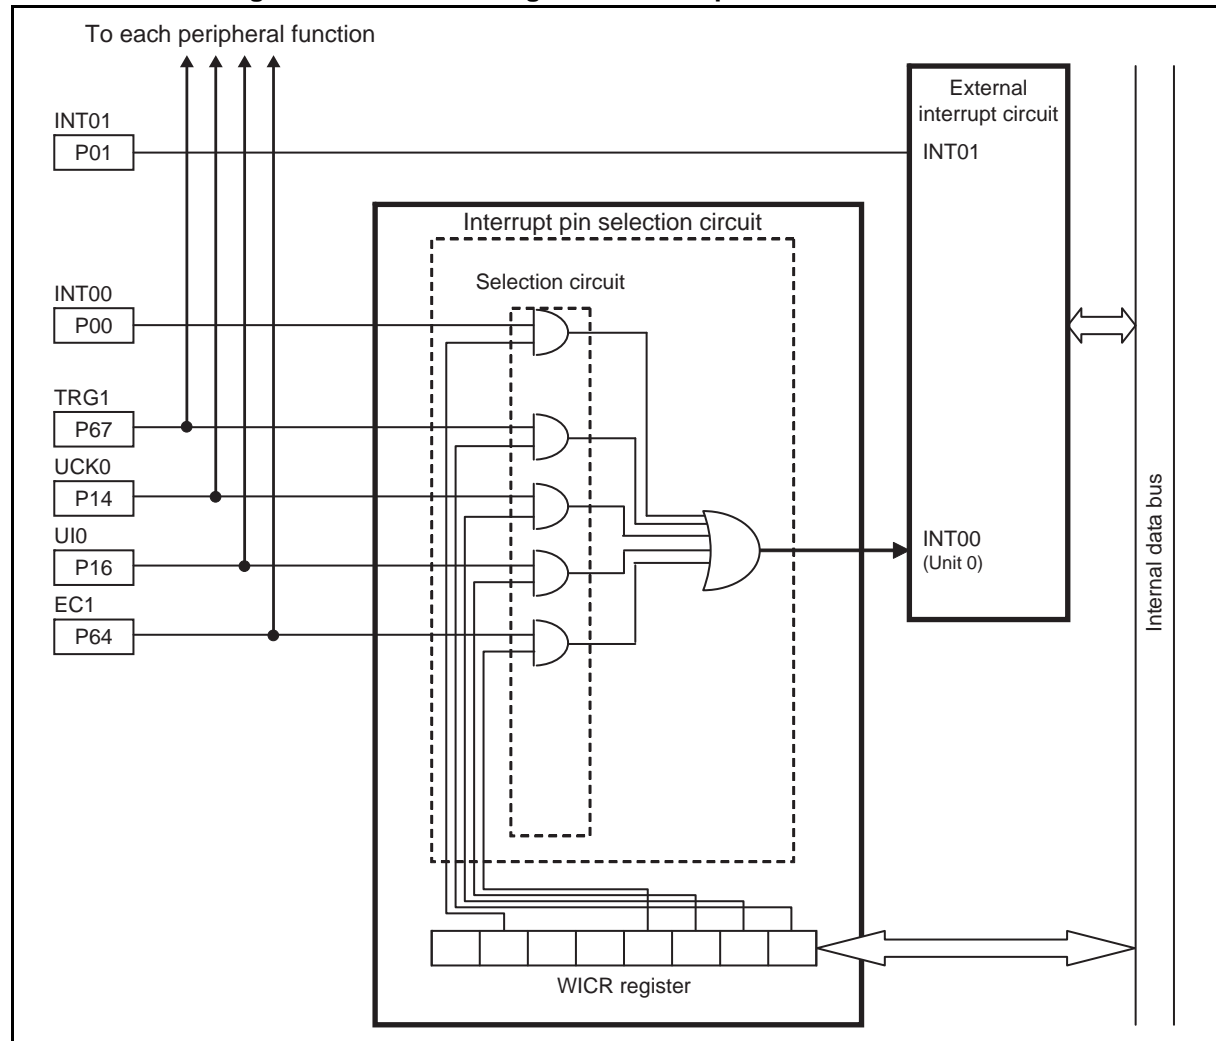 To each peripheral function
External
interrupt circuit
INT01
P01
INT01
Interrupt pin selection circuit
Selection circuit
INT00
P00
TRG1
P67
UCK0
P14
UI0
P16
EC1
P64
INT00
(Unit 0)
Internal data bus
WICR register